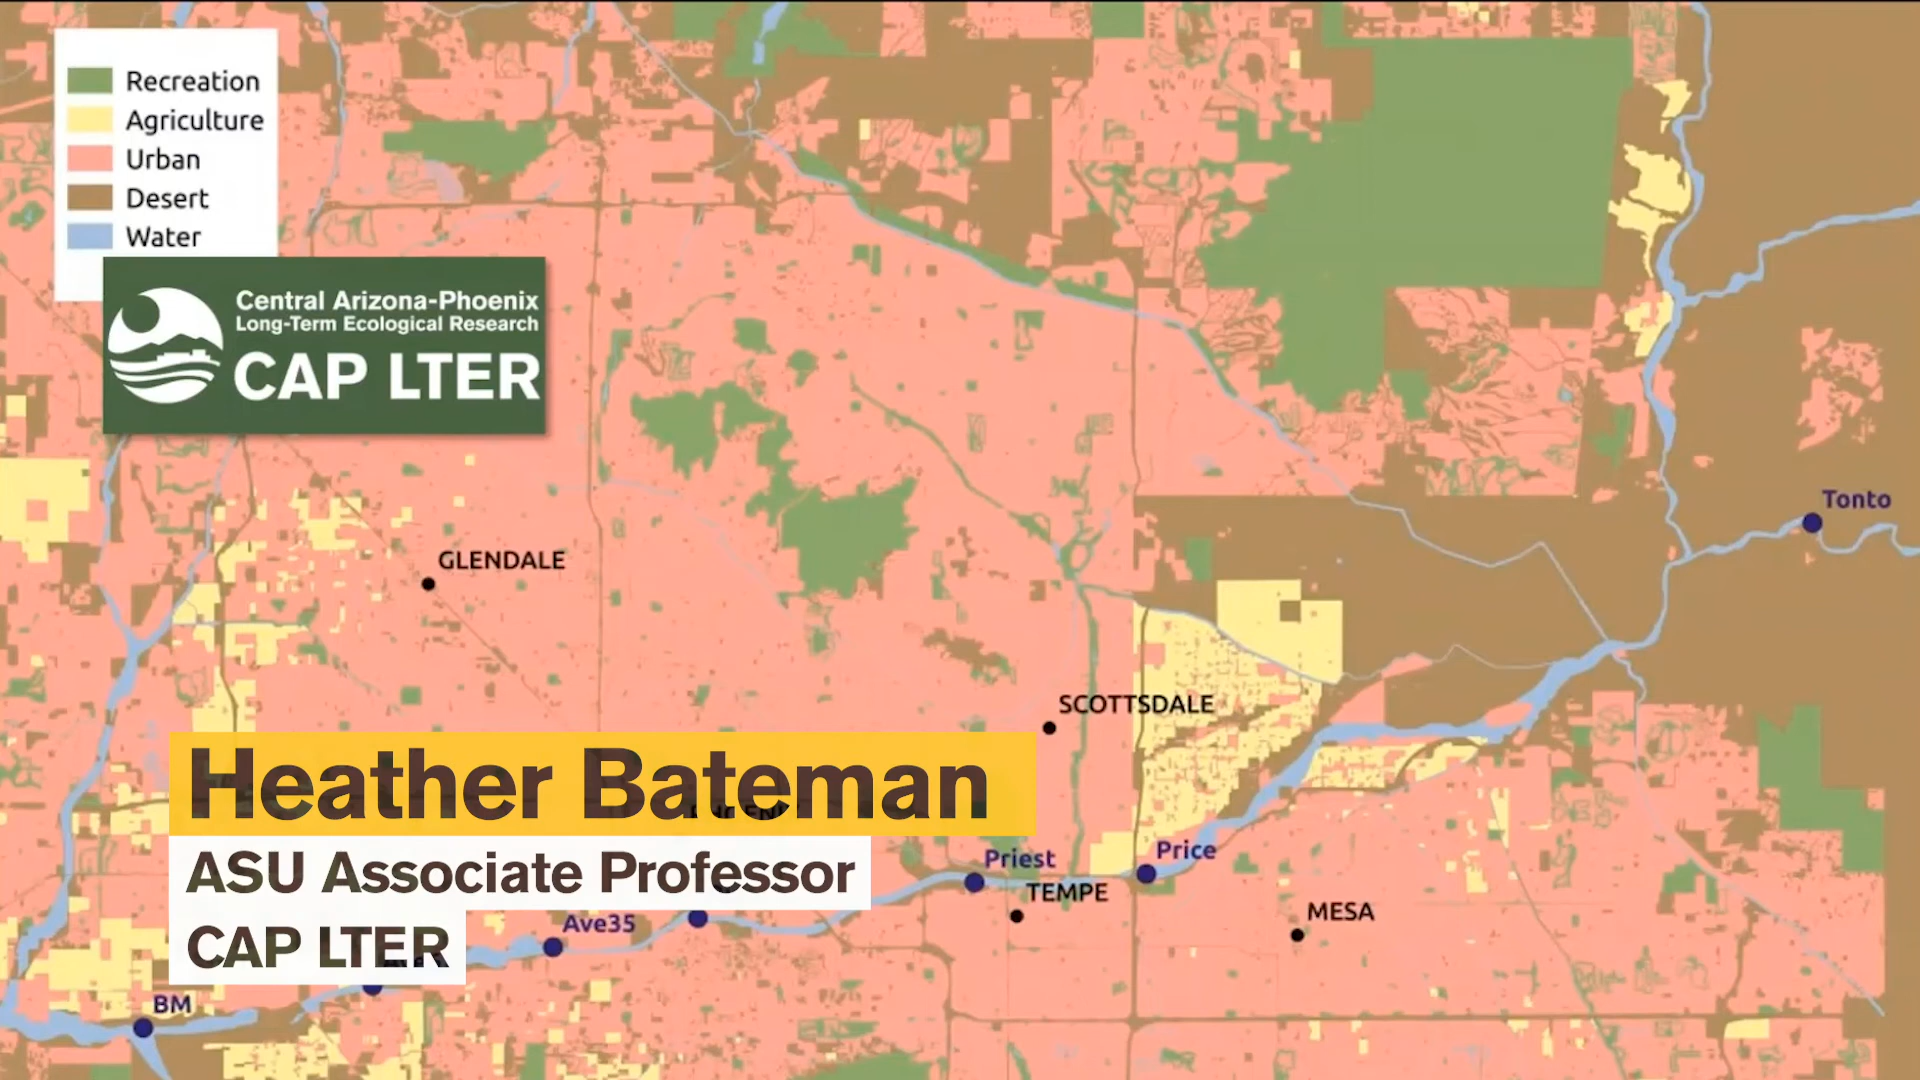 Recreation
Agriculture
Urban
Desert
Water
Central Arizona-Phoenix
Long-Term Ecological Research
CAP LTER
Tonto
GLENDALE
SCOTTSDALE
Heather Bateman
ASU Associate Professor
CAP LTER
Priest
Price
TEMPE
MESA
Ave35
BM